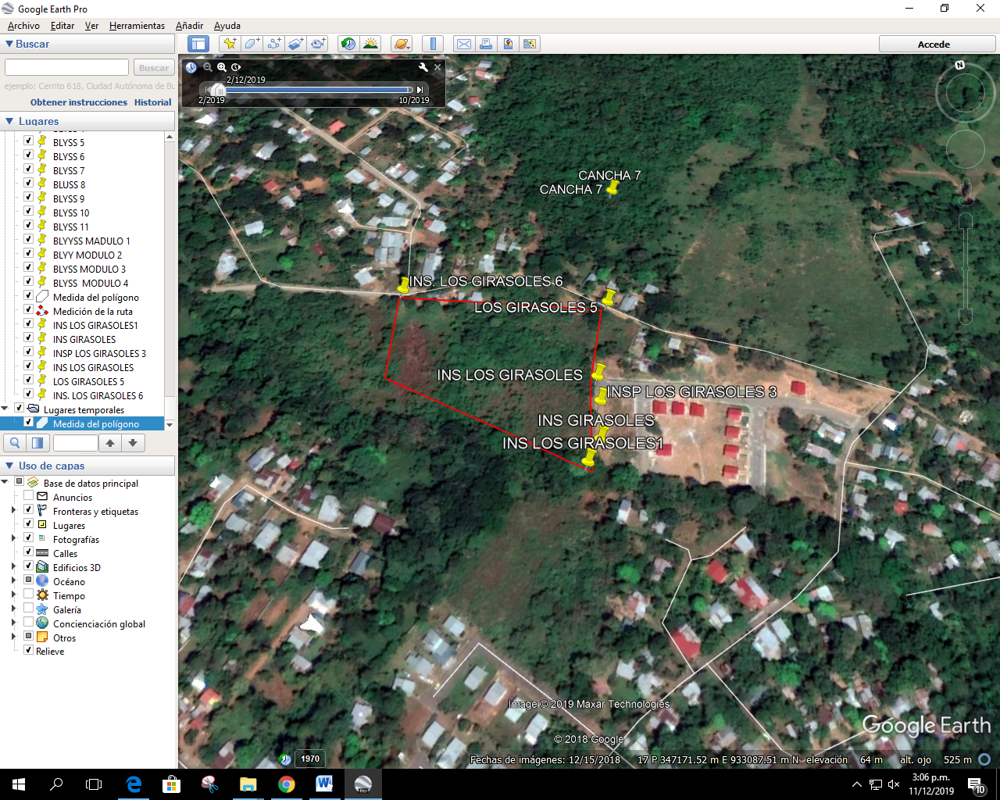 Google Earth Pro
Archivo Editar Ver Herramientas Añadir Ayuda
Buscar
Buscar
ejemplo: Cerrito 618, Ciudad Autónoma de Bu
Obtener instrucciones Historial
Lugares
BLYSS 5
BLYSS 6
BLYSS 7
BLUSS 8
BLYSS 9
BLYSS 10
BLYSS 11
BLYYSS MADULO 1
BLYY MODULO 2
BLYSS MODULO 3
BLYSS MODULO 4
Medida del polígono
Medición de la ruta
INS LOS GIRASOLES1
INS GIRASOLES
INSP LOS GIRASOLES 3
INS LOS GIRASOLES
LOS GIRASOLES 5
INS. LOS GIRASOLES 6
Lugares temporales
Medida del polígono
Uso de capas
Base de datos principal
Anuncios
Fronteras y etiquetas
Lugares
Fotografías
Calles
Edificios 3D
Océano
Tiempo
Galería
Concienciación global
Otros
Relieve
Accede
2/12/2019
2/2019 10/2019
N
CANCHA 7
CANCHA 7
INS. LOS GIRASOLES 6
LOS GIRASOLES 5
INS LOS GIRASOLES
INSP LOS GIRASOLES 3
INS GIRASOLES
INS LOS GIRASOLES1
Image © 2019 Maxar Technologies
© 2018 Google
Google Earth
1970
Fechas de imágenes: 12/15/2018 17 P 347171.52 m E 933087.51 m N elevación 64 m alt. ojo 525 m
3:06 p.m.
11/12/2019
10